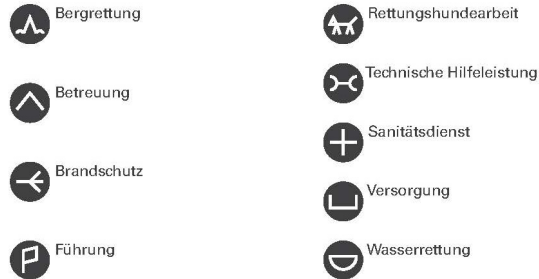 Bergrettung
Betreuung
Brandschutz
Führung
Rettungshundearbeit
Technische Hilfeleistung
Sanitätsdienst
Versorgung
Wasserrettung